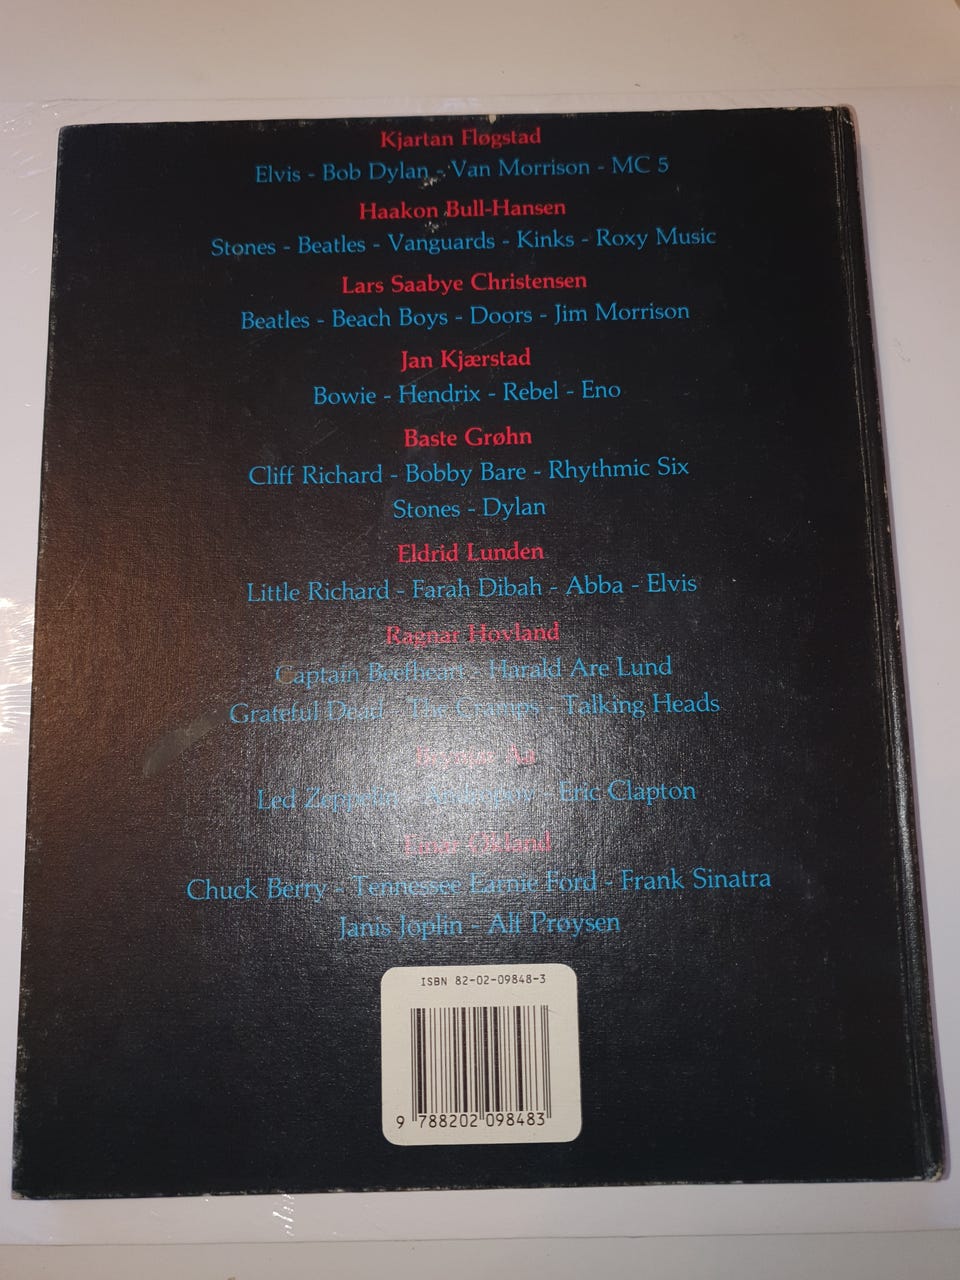 Kjartan Fløgstad
Elvis - Bob Dylan - Van Morrison - MC 5
Haakon Bull-Hansen
Stones - Beatles - Vanguards - Kinks - Roxy Music
Lars Saabye Christensen
Beatles - Beach Boys - Doors - Jim Morrison
Jan Kjærstad
Bowie - Hendrix - Rebel - Eno
Baste Grøhn
Cliff Richard - Bobby Bare - Rhythmic Six
Stones - Dylan
Eldrid Lunden
Little Richard - Farah Dibah - Abba - Elvis
Ragnar Hovland
Captain Beefheart - Harald Are Lund
Grateful Dead - The Cramps - Talking Heads
Aa
Led Zeppelin - - Eric Clapton
Einar Økland
Chuck Berry - Tennessee Earnie Ford - Frank Sinatra
Janis Joplin - Alf Prøysen
ISBN 82-02-09848-3
9 788202 098483